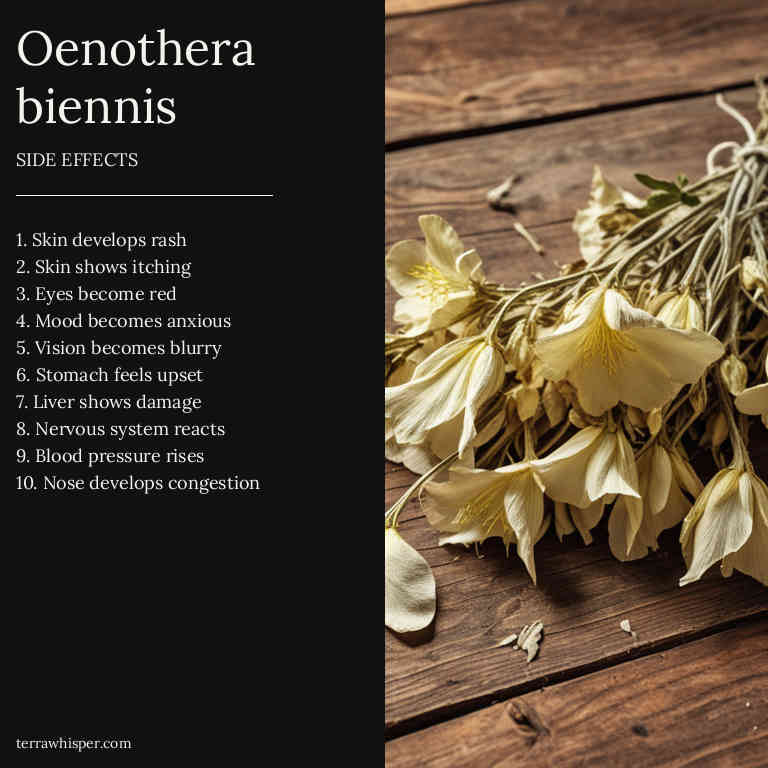 Oenothera
biennis
SIDE EFFECTS
1. Skin develops rash
2. Skin shows itching
3. Eyes become red
4. Mood becomes anxious
5. Vision becomes blurry
6. Stomach feels upset
7. Liver shows damage
8. Nervous system reacts
9. Blood pressure rises
10. Nose develops congestion
terrawhisper.com